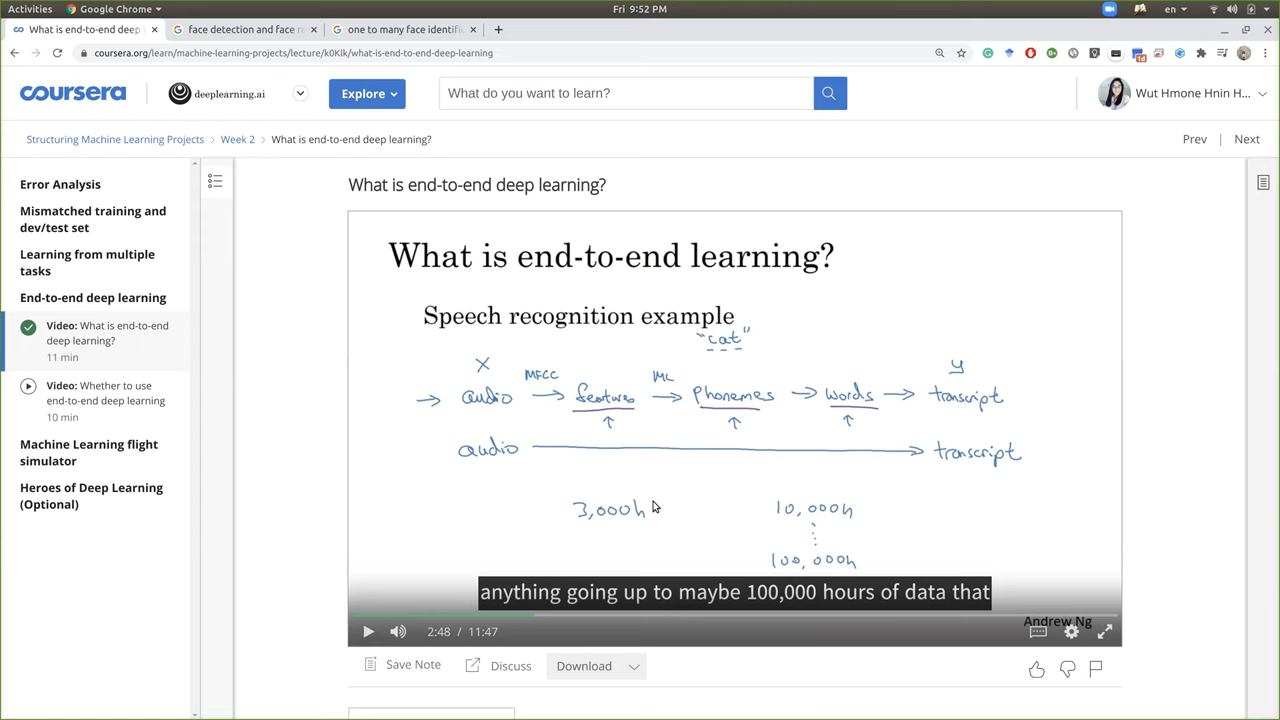 Activities Google Chrome Fri 9:52 PM en
What is end-to-end deep
face detection and face re
one to many face identific
coursera.org/learn/machine-learning-projects/lecture/k0Klk/what-is-end-to-end-deep-learning
coursera deeplearning.ai Explore What do you want to learn? Wut Hmone Hnin H...
Structuring Machine Learning Projects > Week 2 > What is end-to-end deep learning? Prev Next
Error Analysis
Mismatched training and
dev/test set
Learning from multiple
tasks
End-to-end deep learning
Video: What is end-to-end
deep learning?
11 min
Video: Whether to use
end-to-end deep learning
10 min
Machine Learning flight
simulator
Heroes of Deep Learning
(Optional)
What is end-to-end deep learning?
What is end-to-end learning?
Speech recognition example
"cat"
X MFCC ML y
→ audio → features → phonemes → words → transcript
audio → transcript
3,000h 10,000h
100,000h
anything going up to maybe 100,000 hours of data that
Andrew Ng
2:48 / 11:47
Save Note Discuss Download